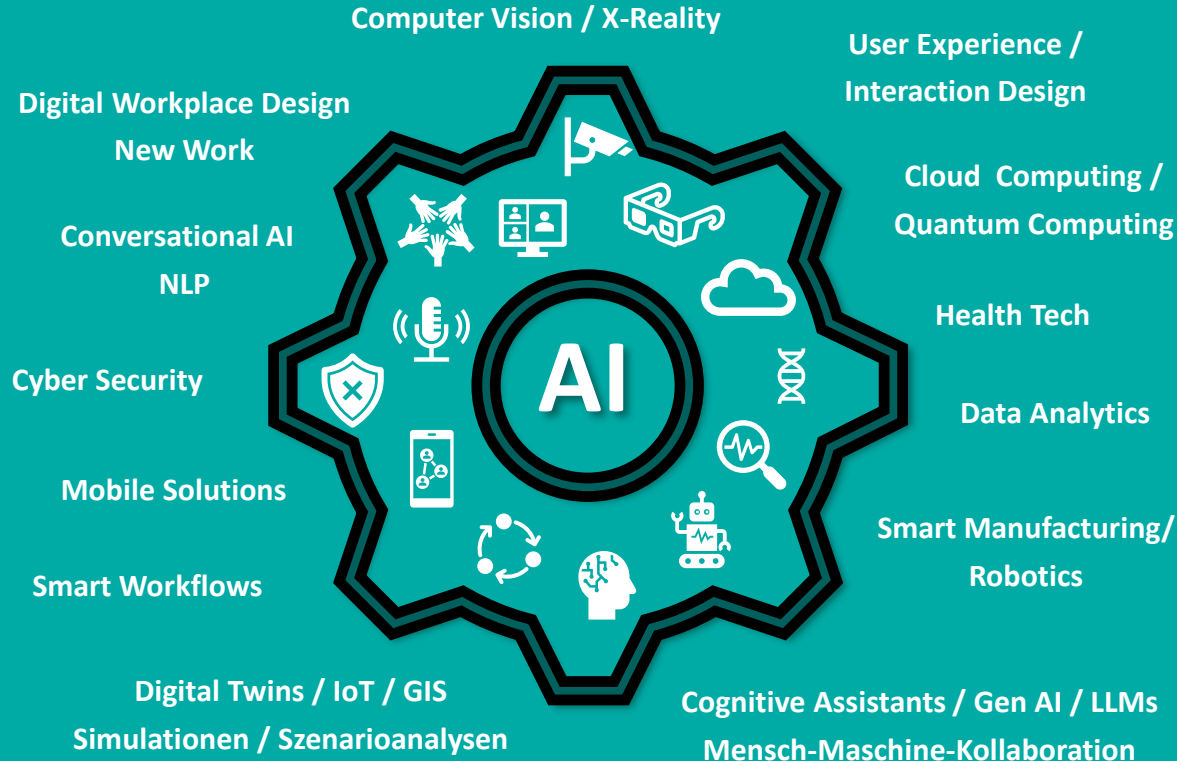 Computer Vision / X-Reality
User Experience /
Interaction Design
Digital Workplace Design
New Work
Cloud Computing /
Quantum Computing
Conversational AI
NLP
Health Tech
AI
Cyber Security
Data Analytics
Mobile Solutions
Smart Manufacturing/
Robotics
Smart Workflows
Digital Twins / IoT / GIS
Simulationen / Szenarioanalysen
Cognitive Assistants / Gen AI / LLMs
Mensch-Maschine-Kollaboration